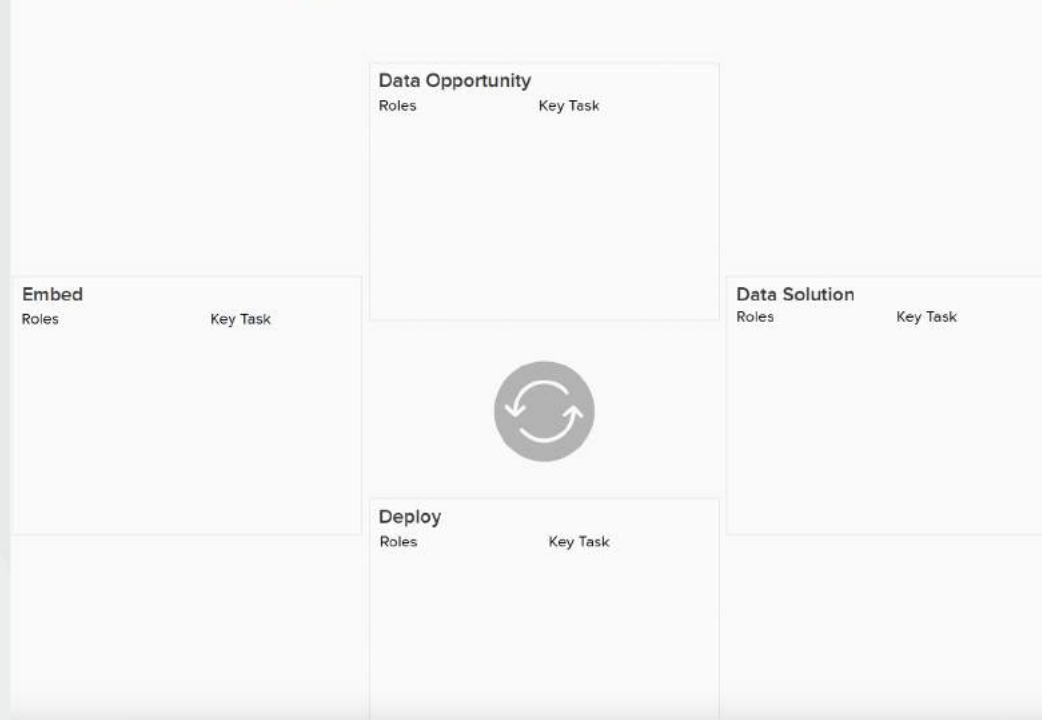 Data Opportunity
Roles Key Task
Embed
Roles Key Task
Data Solution
Roles Key Task
Deploy
Roles Key Task